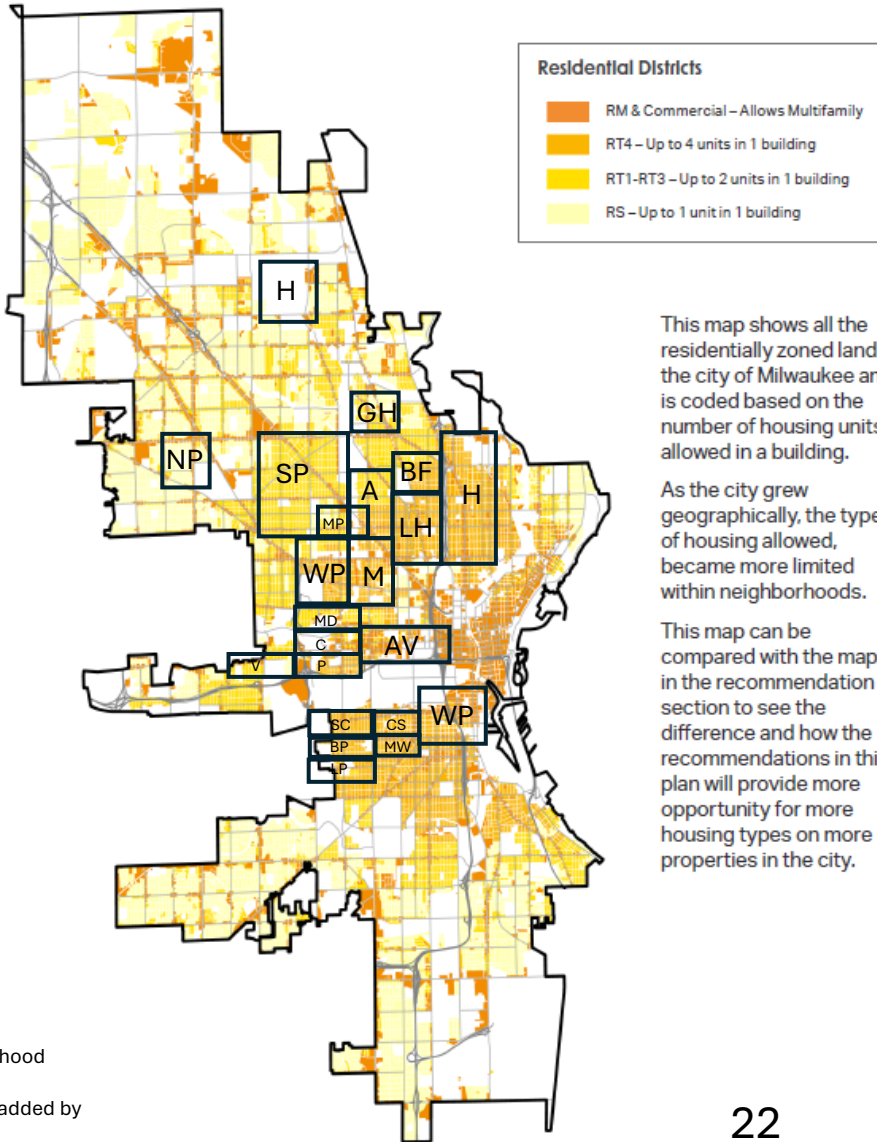 Residential Districts
RM & Commercial – Allows Multifamily
RT4 – Up to 4 units in 1 building
RT1-RT3 – Up to 2 units in 1 building
RS – Up to 1 unit in 1 building
H
GH
NP
SP
BF
A
H
MP
LH
WP
M
MD
C
AV
V
P
WP
SC
CS
BP
MW
LP
This map shows all the
residentially zoned land
the city of Milwaukee an
is coded based on the
number of housing units
allowed in a building.
As the city grew
geographically, the type
of housing allowed,
became more limited
within neighborhoods.
This map can be
compared with the map
in the recommendation
section to see the
difference and how the
recommendations in thi
plan will provide more
opportunity for more
housing types on more
properties in the city.
hood
added by
22